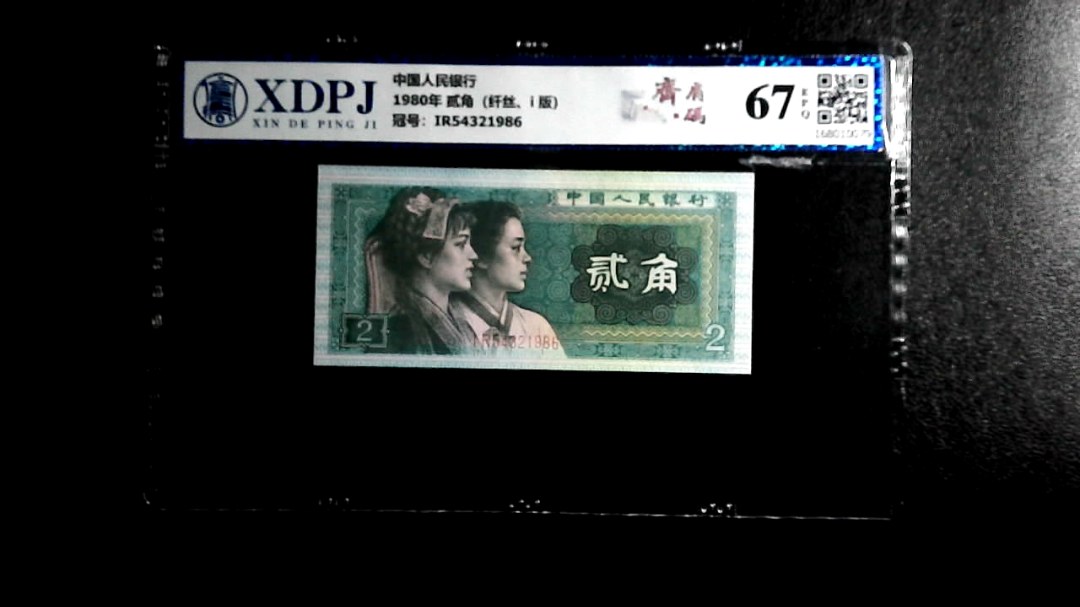 XDPJ
XIN DE PING JI
中国人民银行
1980年 贰角（纤丝、i 版）
冠号：IR54321986
67
EPQ
中国人民银行
贰角
2
IR54321986
2